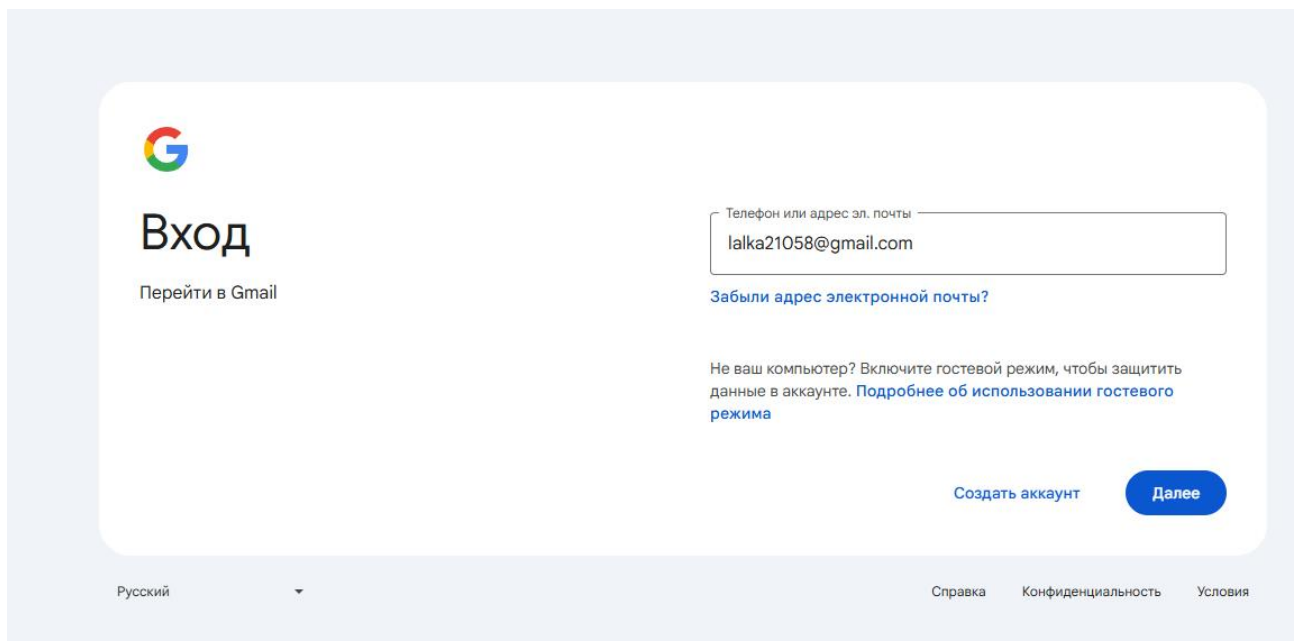 Вход
Перейти в Gmail
Телефон или адрес эл. почты
lalka21058@gmail.com
Забыли адрес электронной почты?
Не ваш компьютер? Включите гостевой режим, чтобы защитить
данные в аккаунте. Подробнее об использовании гостевого
режима
Создать аккаунт
Далее
Русский
Справка
Конфиденциальность
Условия